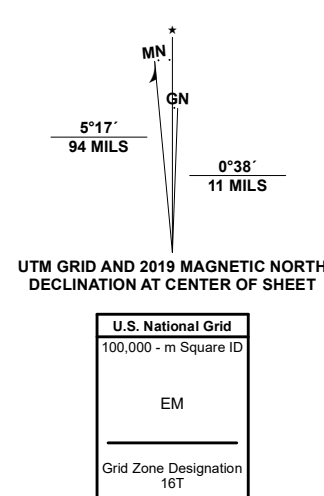 ★
MN
GN
5°17´
94 MILS
0°38´
11 MILS
UTM GRID AND 2019 MAGNETIC NORTH
DECLINATION AT CENTER OF SHEET
U.S. National Grid
100,000 - m Square ID
EM
Grid Zone Designation
16T